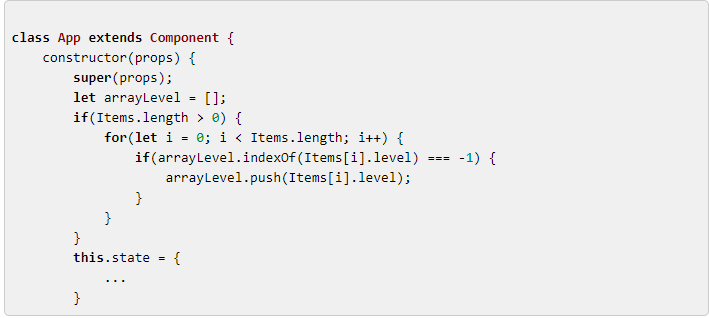 class App extends Component {
    constructor(props) {
        super(props);
        let arrayLevel = [];
        if(Items.length > 0) {
            for(let i = 0; i < Items.length; i++) {
                if(arrayLevel.indexOf(Items[i].level) === -1) {
                    arrayLevel.push(Items[i].level);
                }
            }
        }
        this.state = {
            ...
        }